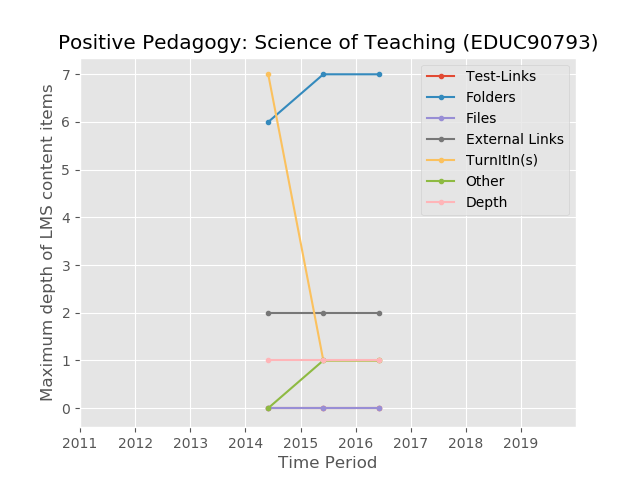 Positive Pedagogy: Science of Teaching (EDUC90793)
Maximum depth of LMS content items
7
6
5
4
3
2
1
0
Test-Links
Folders
Files
External Links
TurnItIn(s)
Other
Depth
2011 2012 2013 2014 2015 2016 2017 2018 2019
Time Period